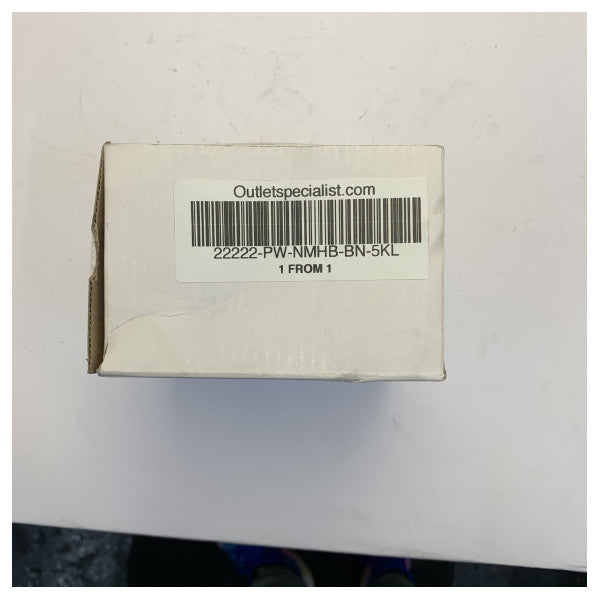 Outletspecialist.com
22222-PW-NMHB-BN-5KL
1 FROM 1